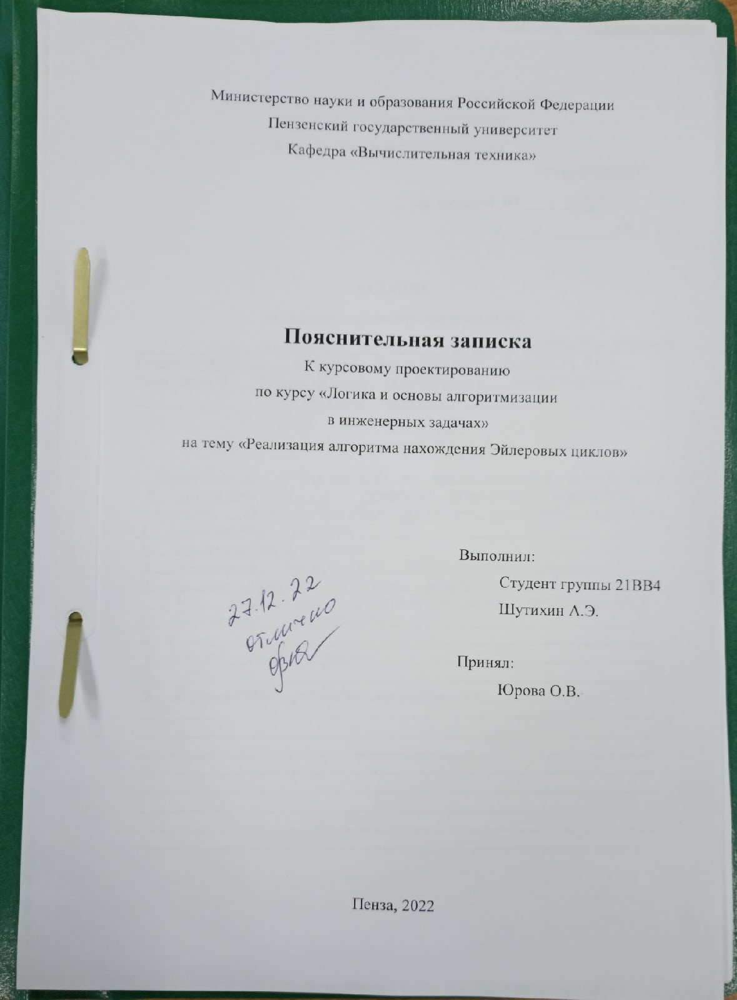 Министерство науки и образования Российской Федерации
Пензенский государственный университет
Кафедра «Вычислительная техника»
Пояснительная записка
К курсовому проектированию
по курсу «Логика и основы алгоритмизации
в инженерных задачах»
на тему «Реализация алгоритма нахождения Эйлеровых циклов»
Выполнил:
Студент группы 21ВВ4
Шутихин А.Э.
27.12.22
отлично
Принял:
Юрова О.В.
Пенза, 2022